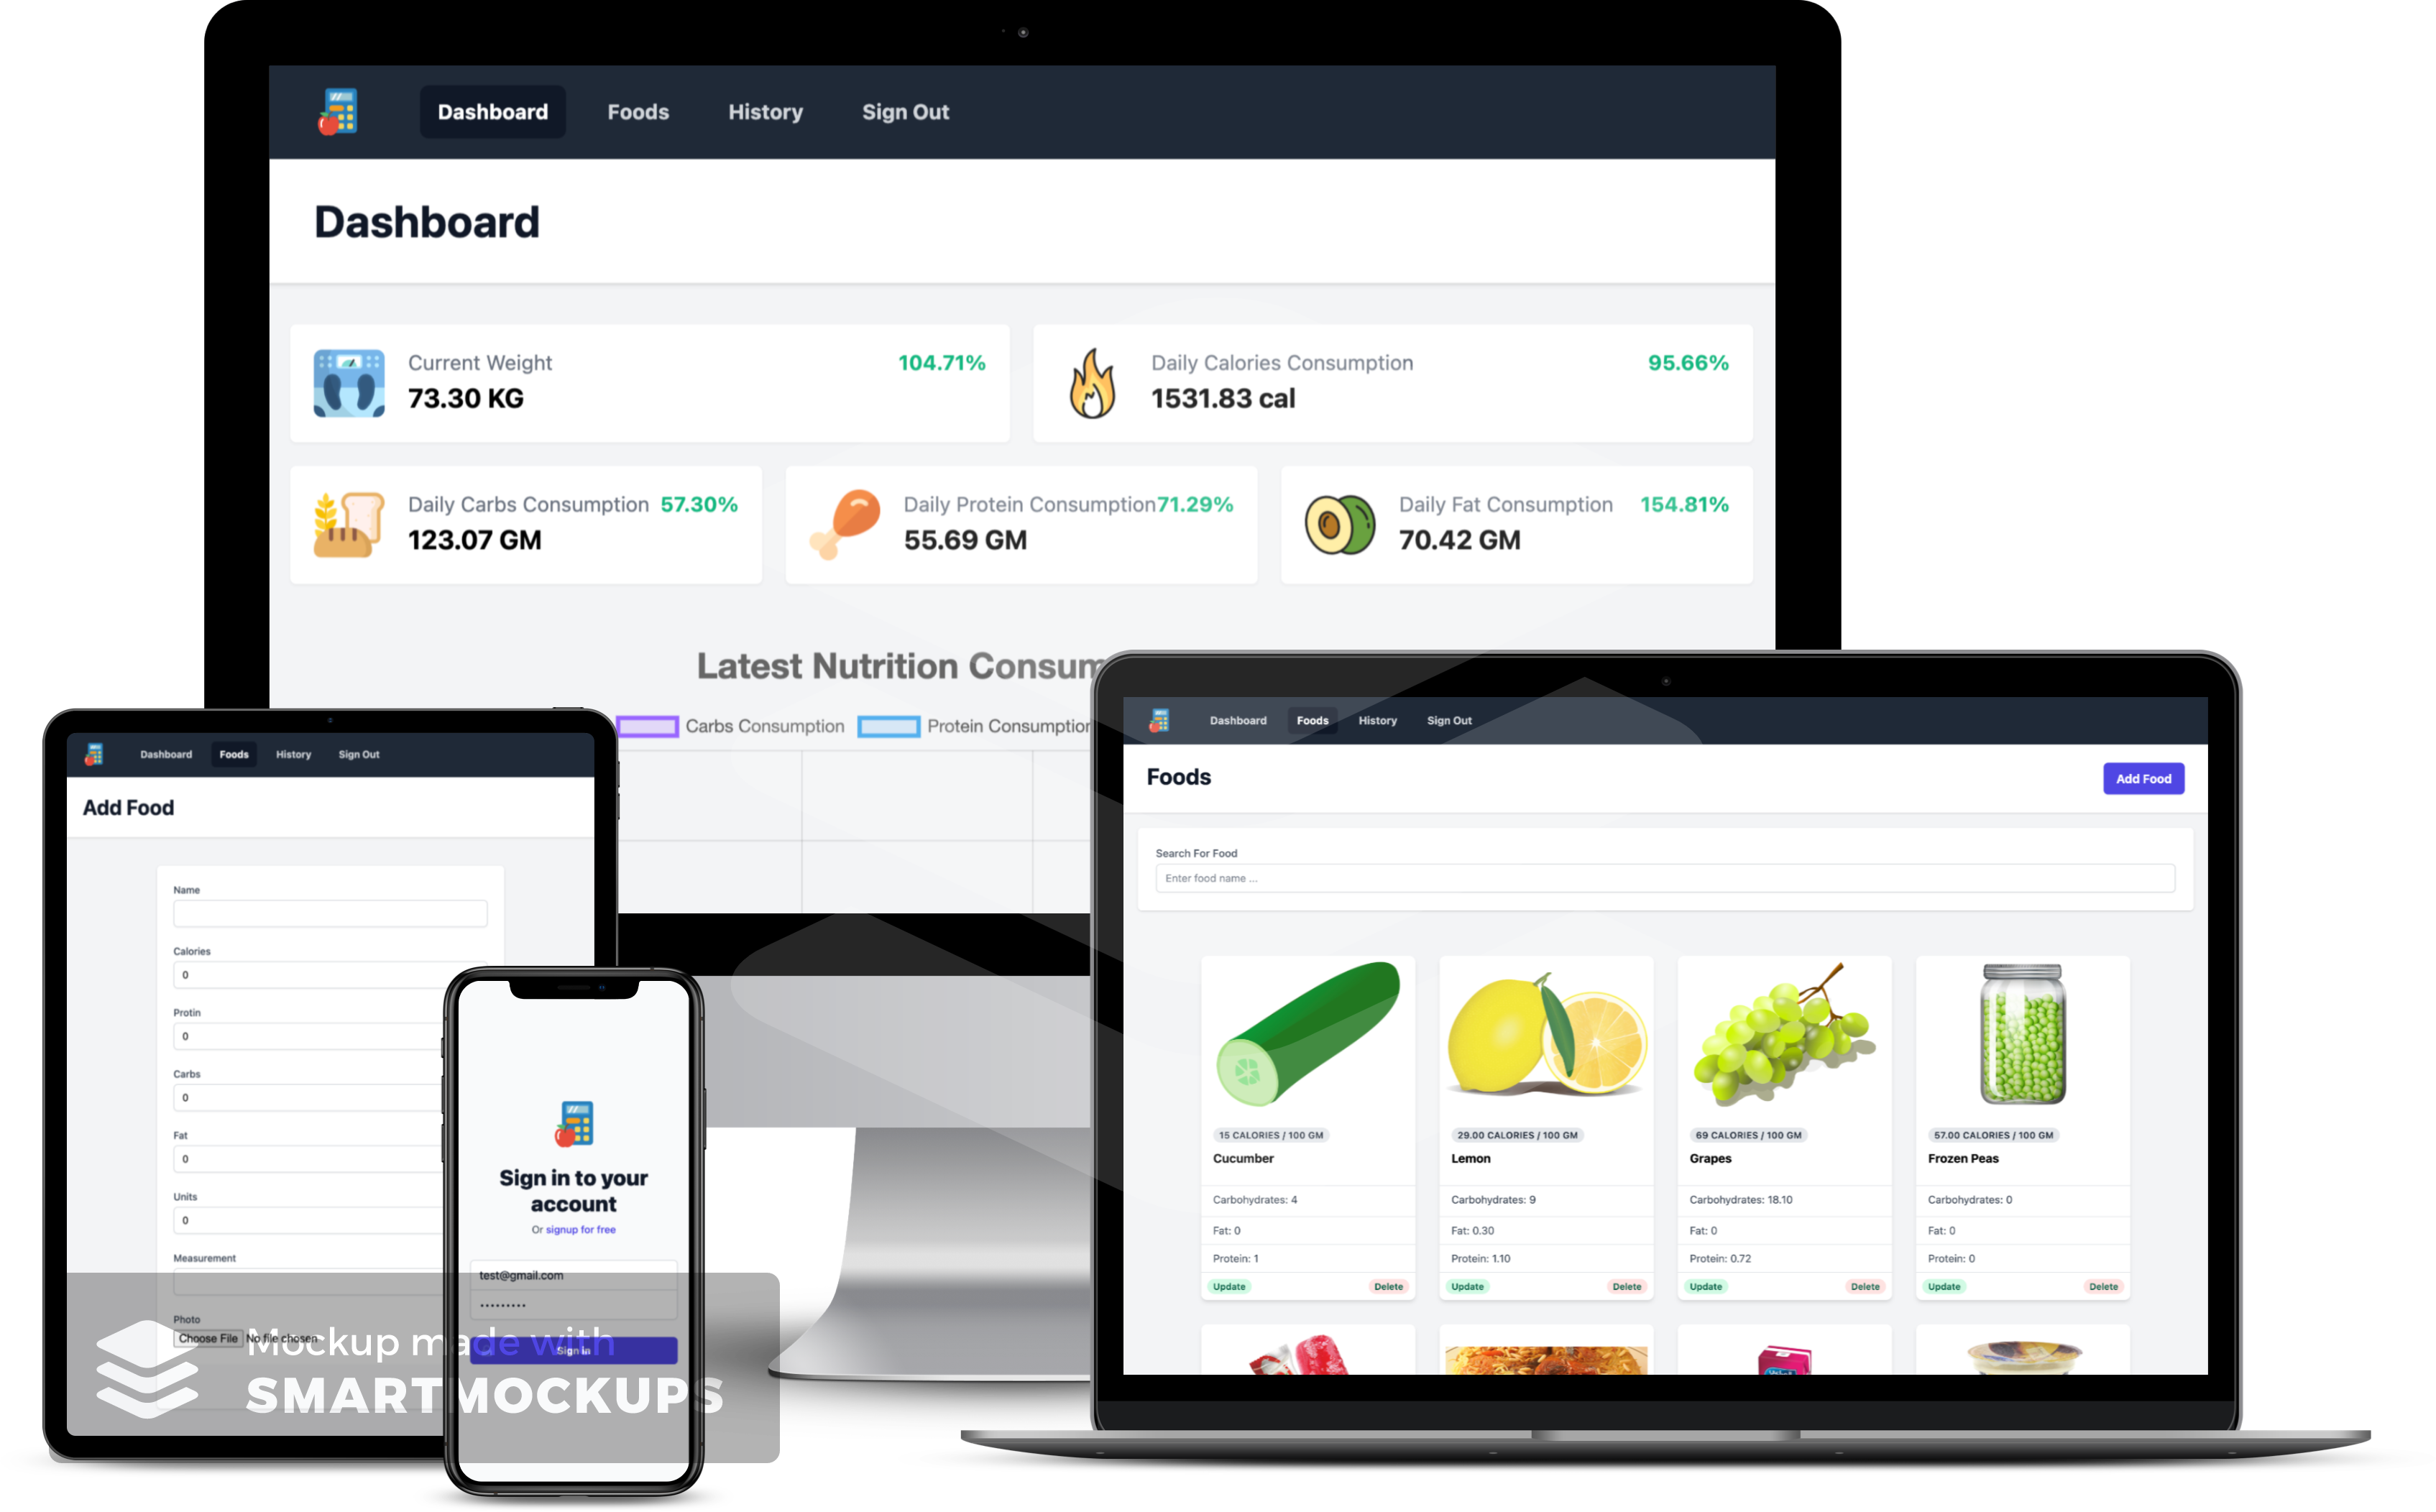 Dashboard Foods History Sign Out
Dashboard
Current Weight 104.71%
73.30 KG
Daily Calories Consumption 95.66%
1531.83 cal
Daily Carbs Consumption 57.30%
123.07 GM
Daily Protein Consumption 71.29%
55.69 GM
Daily Fat Consumption 154.81%
70.42 GM
Latest Nutrition Consum
Carbs Consumption Protein Consumption
Dashboard Foods History Sign Out
Add Food
Name
Calories
0
Protin
0
Carbs
0
Fat
0
Units
0
Measurement
Photo
Choose File No file chosen
Sign in to your
account
Or signup for free
test@gmail.com
•••••••••
Sign in
Mockup made with
SMARTMOCKUPS
Dashboard Foods History Sign Out
Foods Add Food
Search For Food
Enter food name ...
15 CALORIES / 100 GM
Cucumber
Carbohydrates: 4
Fat: 0
Protein: 1
Update Delete
29.00 CALORIES / 100 GM
Lemon
Carbohydrates: 9
Fat: 0.30
Protein: 1.10
Update Delete
69 CALORIES / 100 GM
Grapes
Carbohydrates: 18.10
Fat: 0
Protein: 0.72
Update Delete
57.00 CALORIES / 100 GM
Frozen Peas
Carbohydrates: 0
Fat: 0
Protein: 0
Update Delete